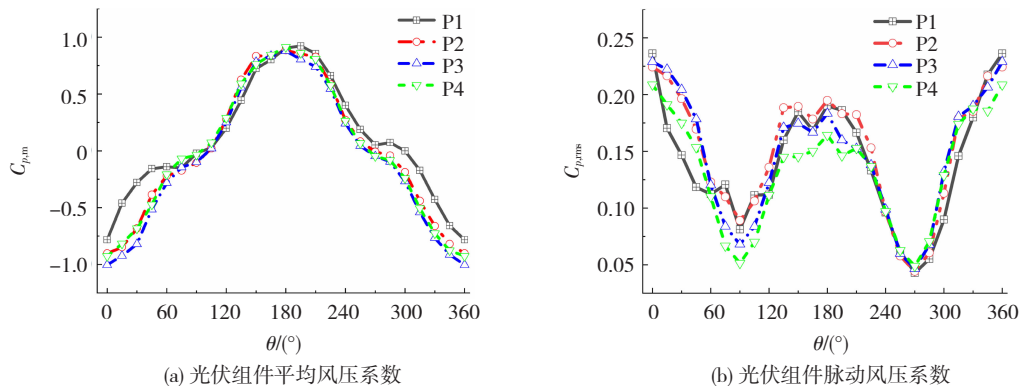 P1
P2
P3
P4
1.0
0.5
0
−0.5
−1.0
C_{p,m}
0 60 120 180 240 300 360
θ/(°)
(a) 光伏组件平均风压系数
P1
P2
P3
P4
0.25
0.20
0.15
0.10
0.05
C_{p,rms}
0 60 120 180 240 300 360
θ/(°)
(b) 光伏组件脉动风压系数